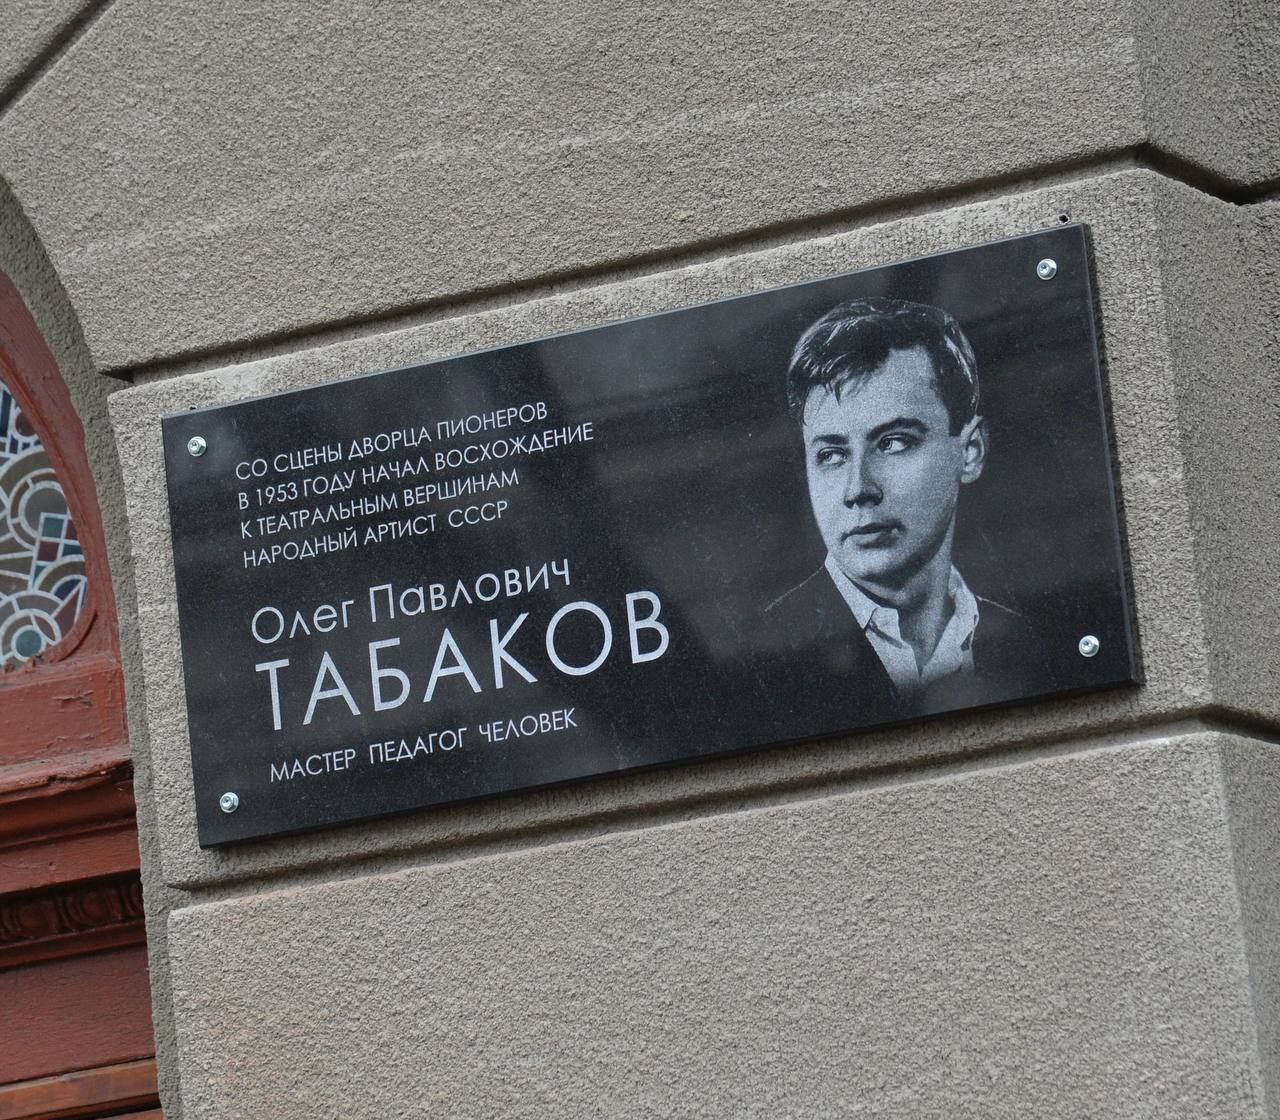 СО СЦЕНЫ ДВОРЦА ПИОНЕРОВ
В 1953 ГОДУ НАЧАЛ ВОСХОЖДЕНИЕ
К ТЕАТРАЛЬНЫМ ВЕРШИНАМ
НАРОДНЫЙ АРТИСТ СССР
Олег Павлович
ТАБАКОВ
МАСТЕР ПЕДАГОГ ЧЕЛОВЕК